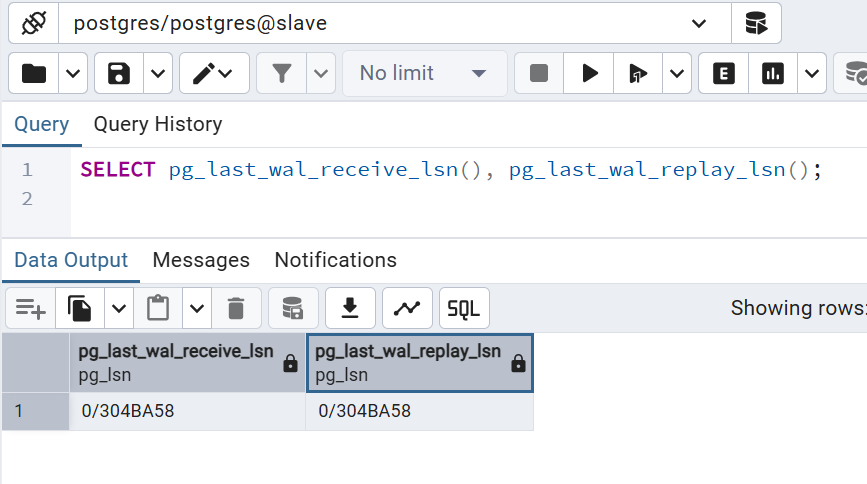 postgres/postgres@slave
No limit
E
Query Query History
1 SELECT pg_last_wal_receive_lsn(), pg_last_wal_replay_lsn();
2
Data Output Messages Notifications
SQL Showing rows:
pg_last_wal_receive_lsn pg_last_wal_replay_lsn
pg_lsn pg_lsn
1 0/304BA58 0/304BA58